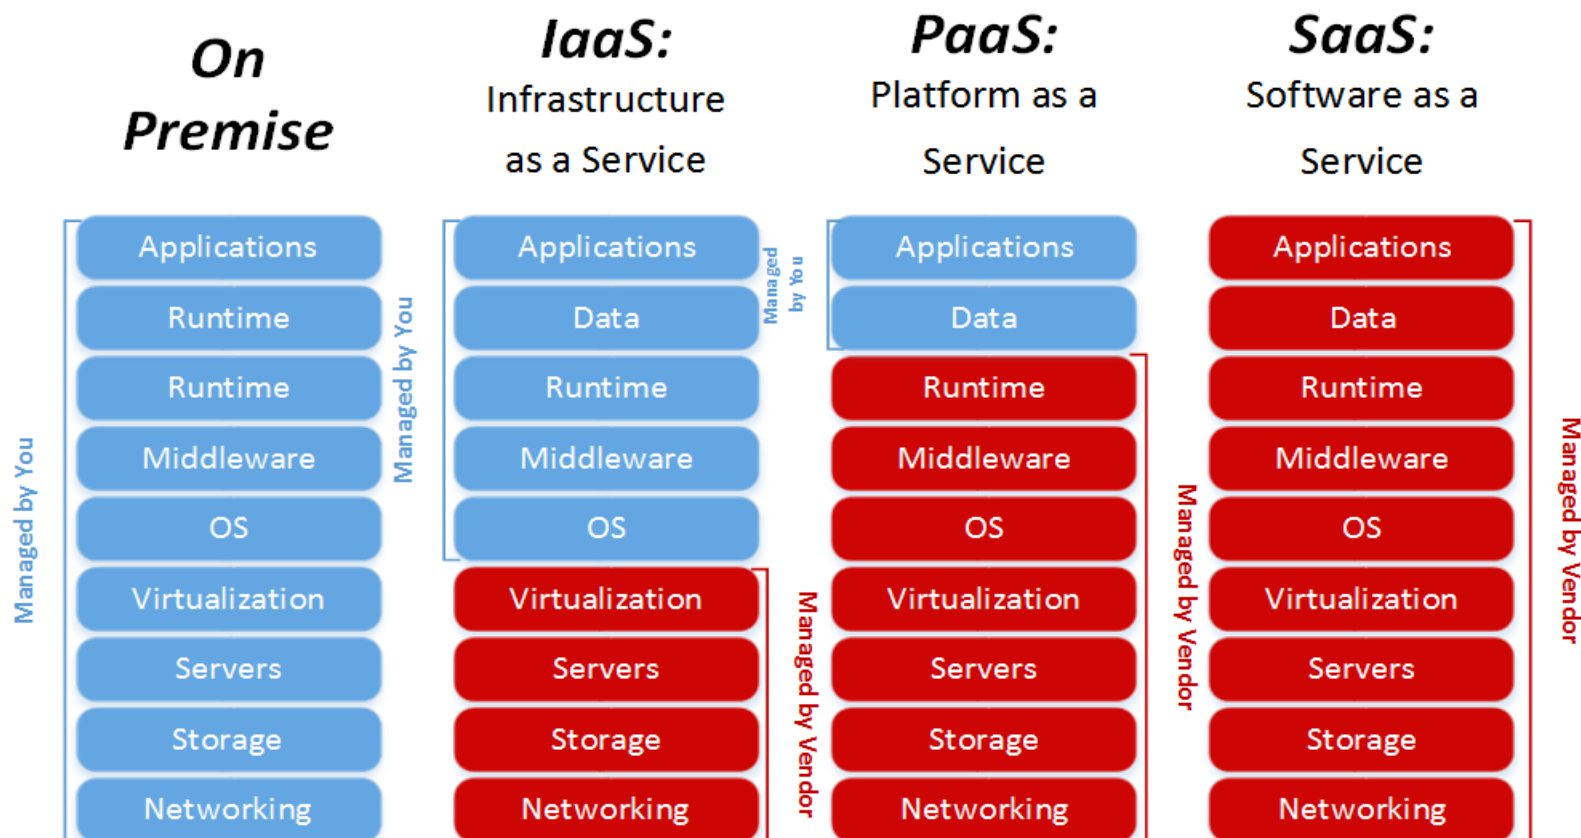 On
Premise
Managed by You
Applications
Runtime
Runtime
Middleware
OS
Virtualization
Servers
Storage
Networking
IaaS:
Infrastructure
as a Service
Managed by You
Applications
Data
Runtime
Middleware
OS
Virtualization
Servers
Storage
Networking
Managed by Vendor
PaaS:
Platform as a
Service
Managed
by You
Applications
Data
Runtime
Middleware
OS
Virtualization
Servers
Storage
Networking
Managed by Vendor
SaaS:
Software as a
Service
Applications
Data
Runtime
Middleware
OS
Virtualization
Servers
Storage
Networking
Managed by Vendor